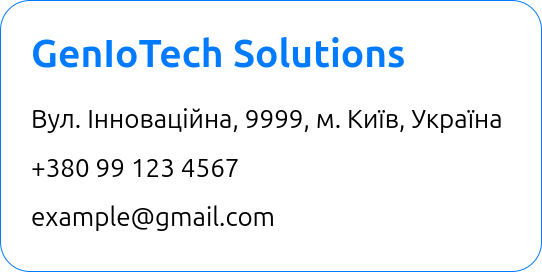 GenIoTech Solutions
Вул. Інноваційна, 9999, м. Київ, Україна
+380 99 123 4567
example@gmail.com